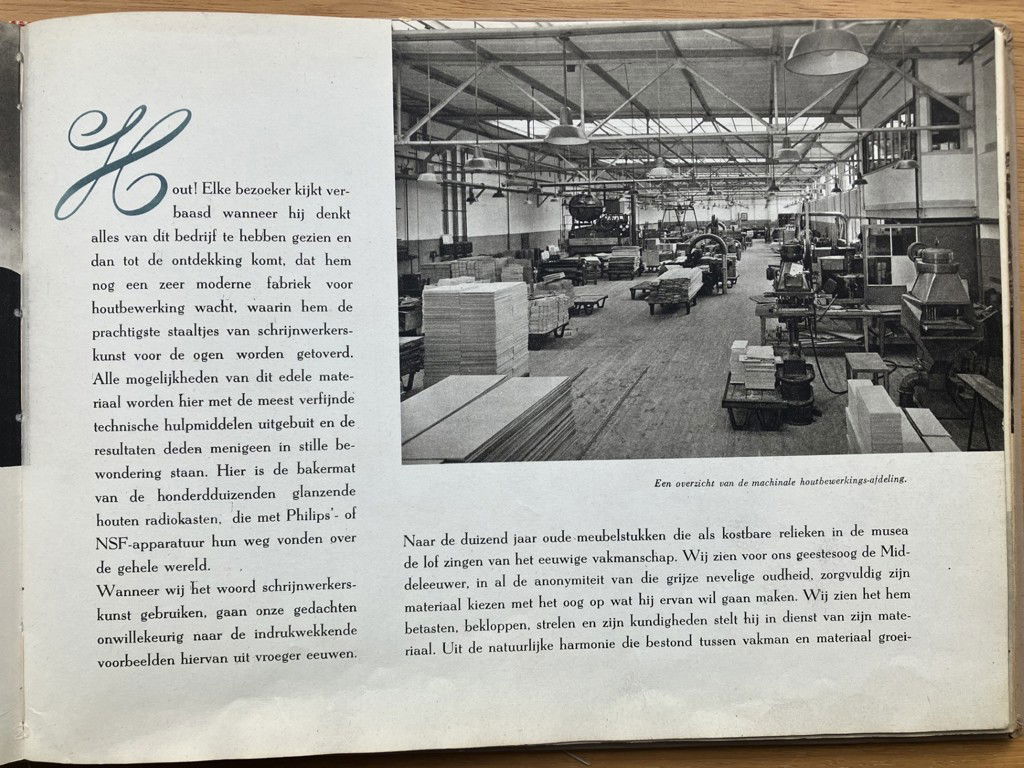 Hout! Elke bezoeker kijkt ver-
baasd wanneer hij denkt
alles van dit bedrijf te hebben gezien en
dan tot de ontdekking komt, dat hem
nog een zeer moderne fabriek voor
houtbewerking wacht, waarin hem de
prachtigste staaltjes van schrijnwerkers-
kunst voor de ogen worden getoverd.
Alle mogelijkheden van dit edele mate-
riaal worden hier met de meest verfijnde
technische hulpmiddelen uitgebuit en de
resultaten deden menigeen in stille be-
wondering staan. Hier is de bakermat
van de honderdduizenden glanzende
houten radiokasten, die met Philips'- of
NSF-apparatuur hun weg vonden over
de gehele wereld.
Wanneer wij het woord schrijnwerkers-
kunst gebruiken, gaan onze gedachten
onwillekeurig naar de indrukwekkende
voorbeelden hiervan uit vroeger eeuwen.
Een overzicht van de machinale houtbewerkings-afdeling.
Naar de duizend jaar oude meubelstukken die als kostbare relieken in de musea
de lof zingen van het eeuwige vakmanschap. Wij zien voor ons geestesoog de Mid-
deleeuwer, in al de anonymiteit van die grijze nevelige oudheid, zorgvuldig zijn
materiaal kiezen met het oog op wat hij ervan wil gaan maken. Wij zien het hem
betasten, bekloppen, strelen en zijn kundigheden stelt hij in dienst van zijn mate-
riaal. Uit de natuurlijke harmonie die bestond tussen vakman en materiaal groei-